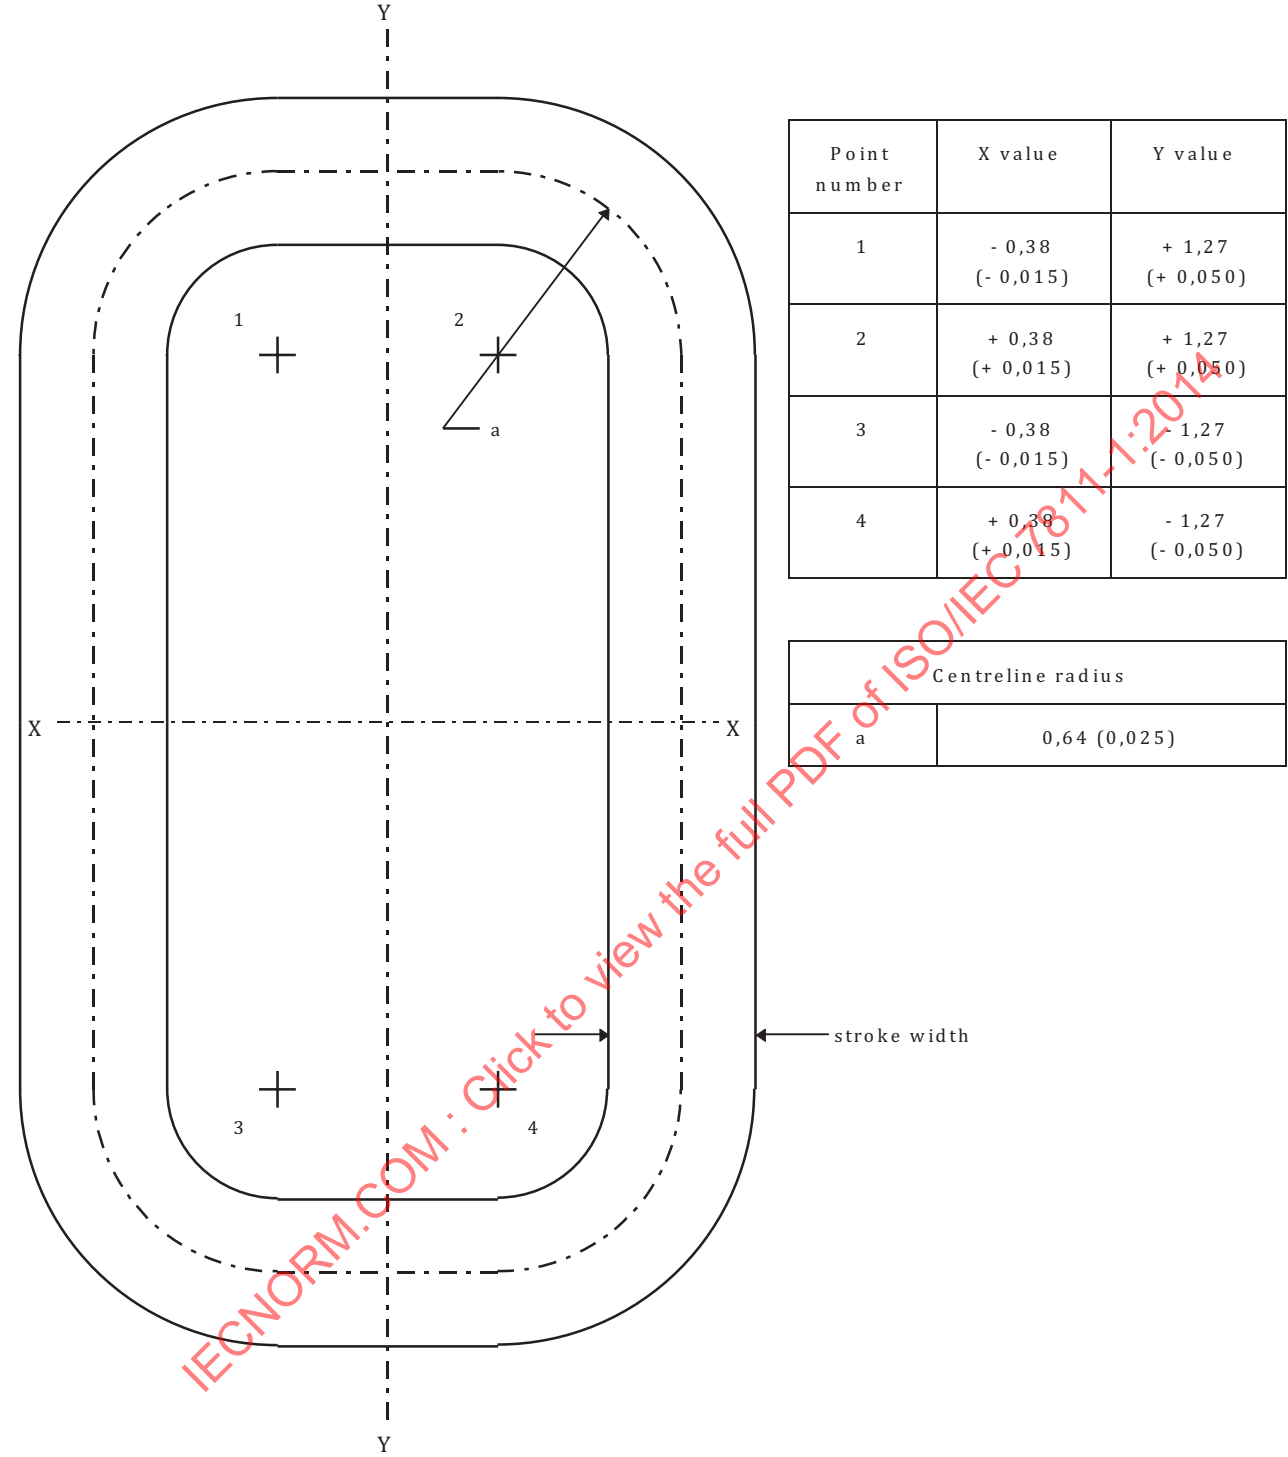 Y
1
2
a
X
X
3
4
stroke width
Y
Point number X value Y value
1 - 0,38 + 1,27
(- 0,015) (+ 0,050)
2 + 0,38 + 1,27
(+ 0,015) (+ 0,050)
3 - 0,38 - 1,27
(- 0,015) (- 0,050)
4 + 0,38 - 1,27
(+ 0,015) (- 0,050)
Centreline radius
a 0,64 (0,025)
IECNORM.COM : Click to view the full PDF of ISO/IEC 7811-1:2014